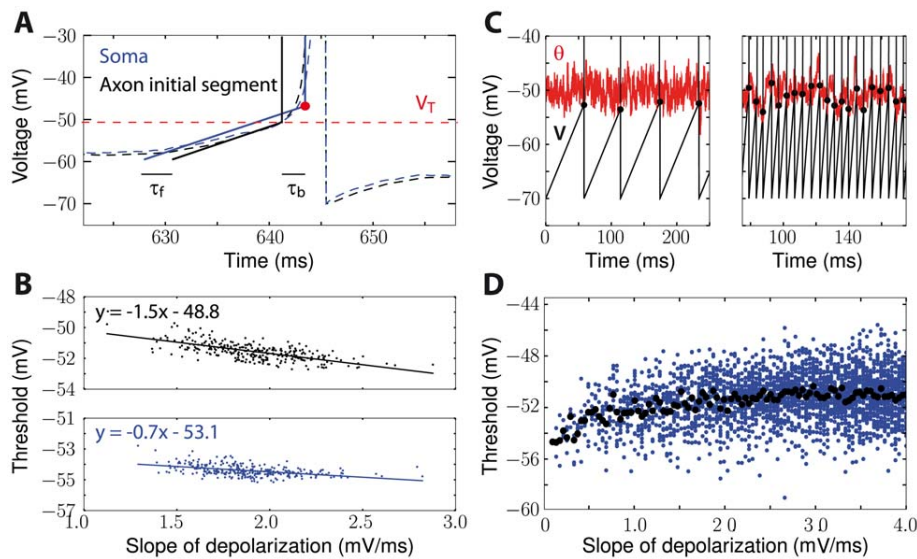 A
Soma
Axon initial segment
V_T
τ_f
τ_b
−30
−40
−50
−60
−70
Voltage (mV)
630
640
650
Time (ms)
B
y = -1.5x - 48.8
−48
−50
−52
−54
y = -0.7x - 53.1
−51
−53
−55
−57
Threshold (mV)
1.0
1.5
2.0
2.5
3.0
Slope of depolarization (mV/ms)
C
θ
V
−40
−50
−60
−70
Voltage (mV)
0
100
200
Time (ms)
100
140
Time (ms)
D
−44
−48
−52
−56
−60
Threshold (mV)
0
1.0
2 0
3 0
4.0
Slope of depolarization (mV/ms)